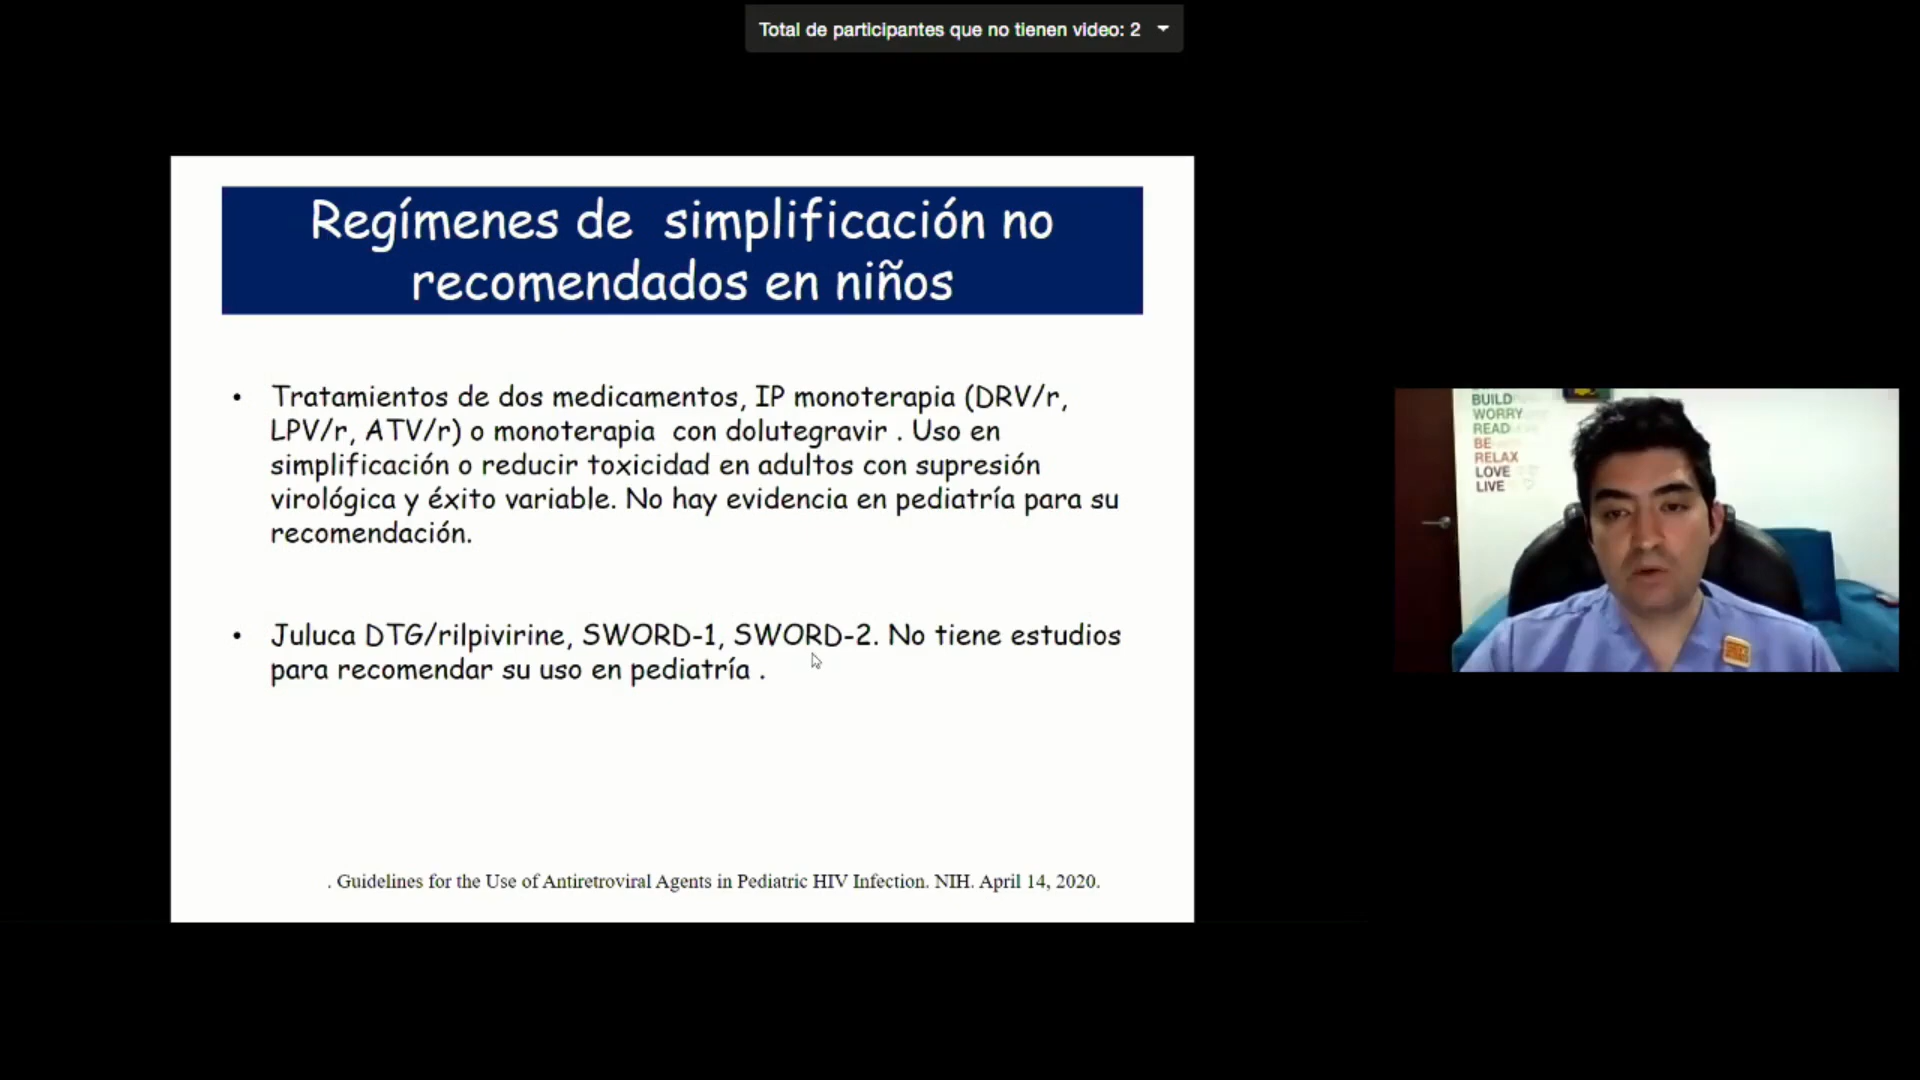 Total de participantes que no tienen video: 2
Regímenes de simplificación no
recomendados en niños
• Tratamientos de dos medicamentos, IP monoterapia (DRV/r,
LPV/r, ATV/r) o monoterapia con dolutegravir . Uso en
simplificación o reducir toxicidad en adultos con supresión
virológica y éxito variable. No hay evidencia en pediatría para su
recomendación.
• Juluca DTG/rilpivirine, SWORD-1, SWORD-2. No tiene estudios
para recomendar su uso en pediatría .
. Guidelines for the Use of Antiretroviral Agents in Pediatric HIV Infection. NIH. April 14, 2020.
BUILD
WORRY
READ
BE
RELAX
LOVE
LIVE